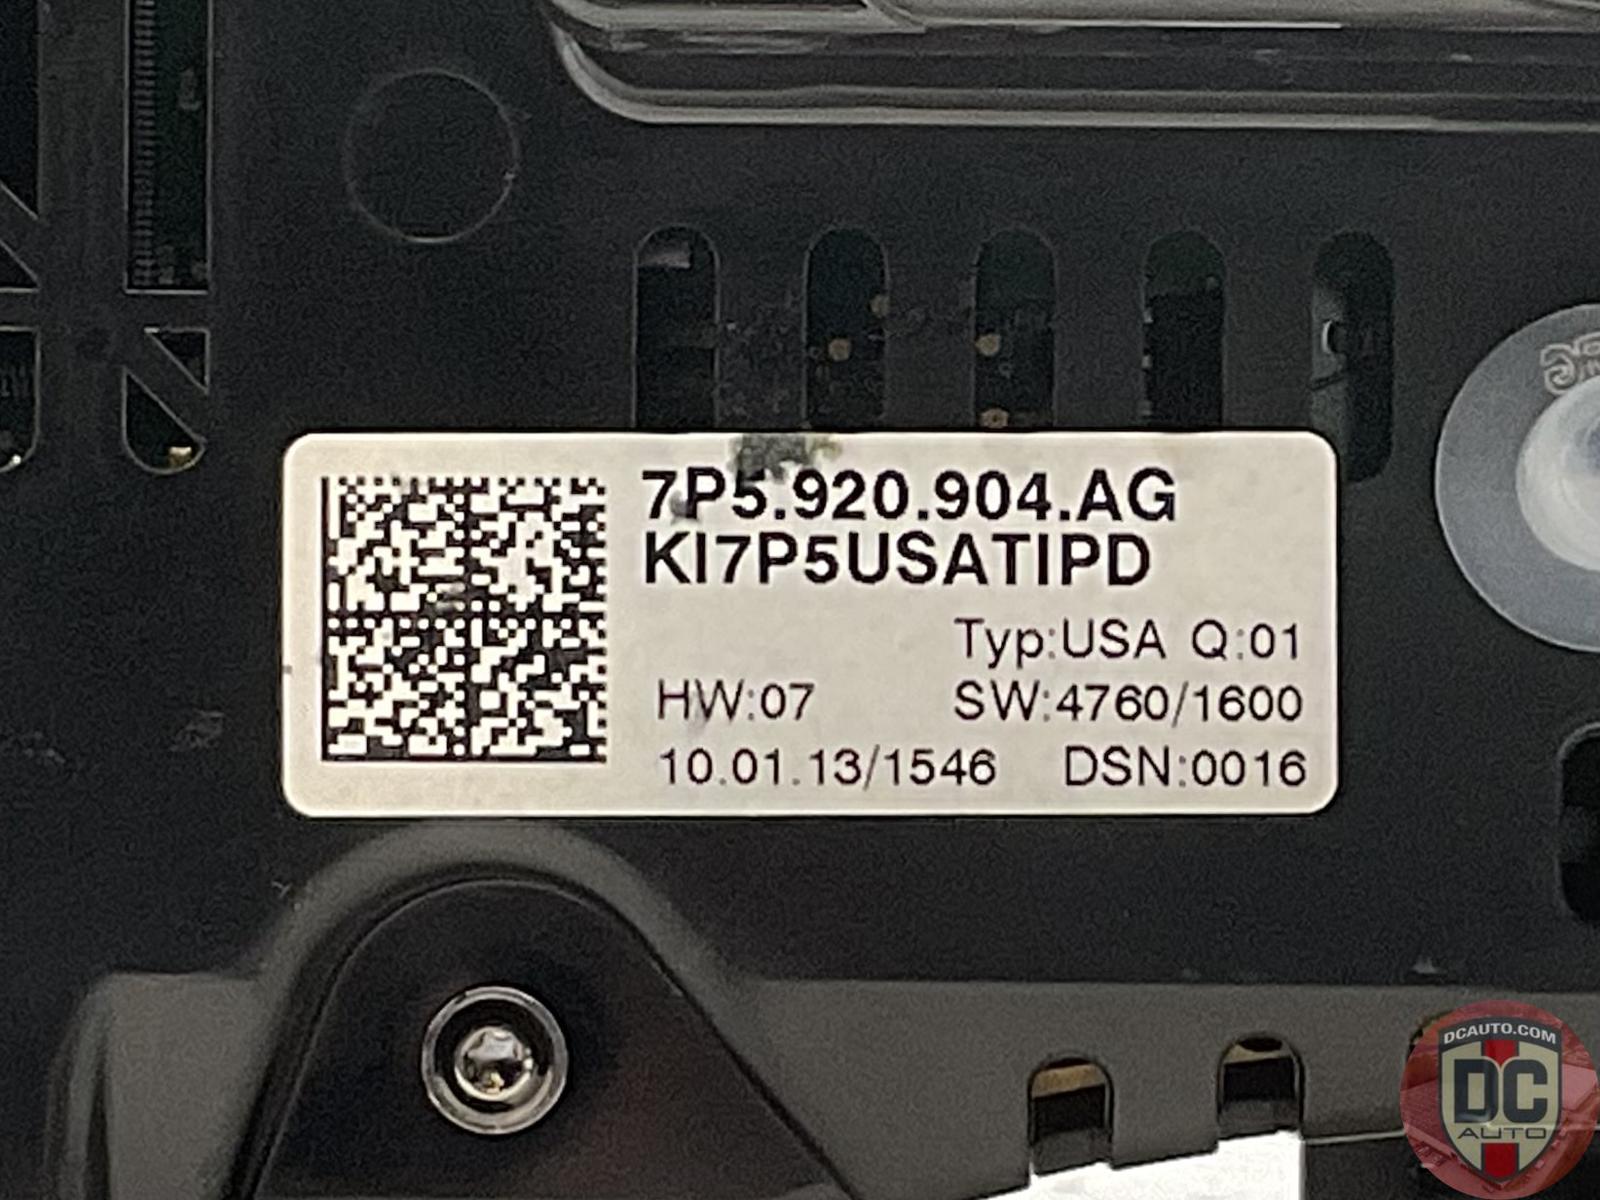 7P5.920.904.AG
KI7P5USATIPD
Typ:USA Q:01
HW:07 SW:4760/1600
10.01.13/1546 DSN:0016
DCAUTO.COM
DC
AUTO